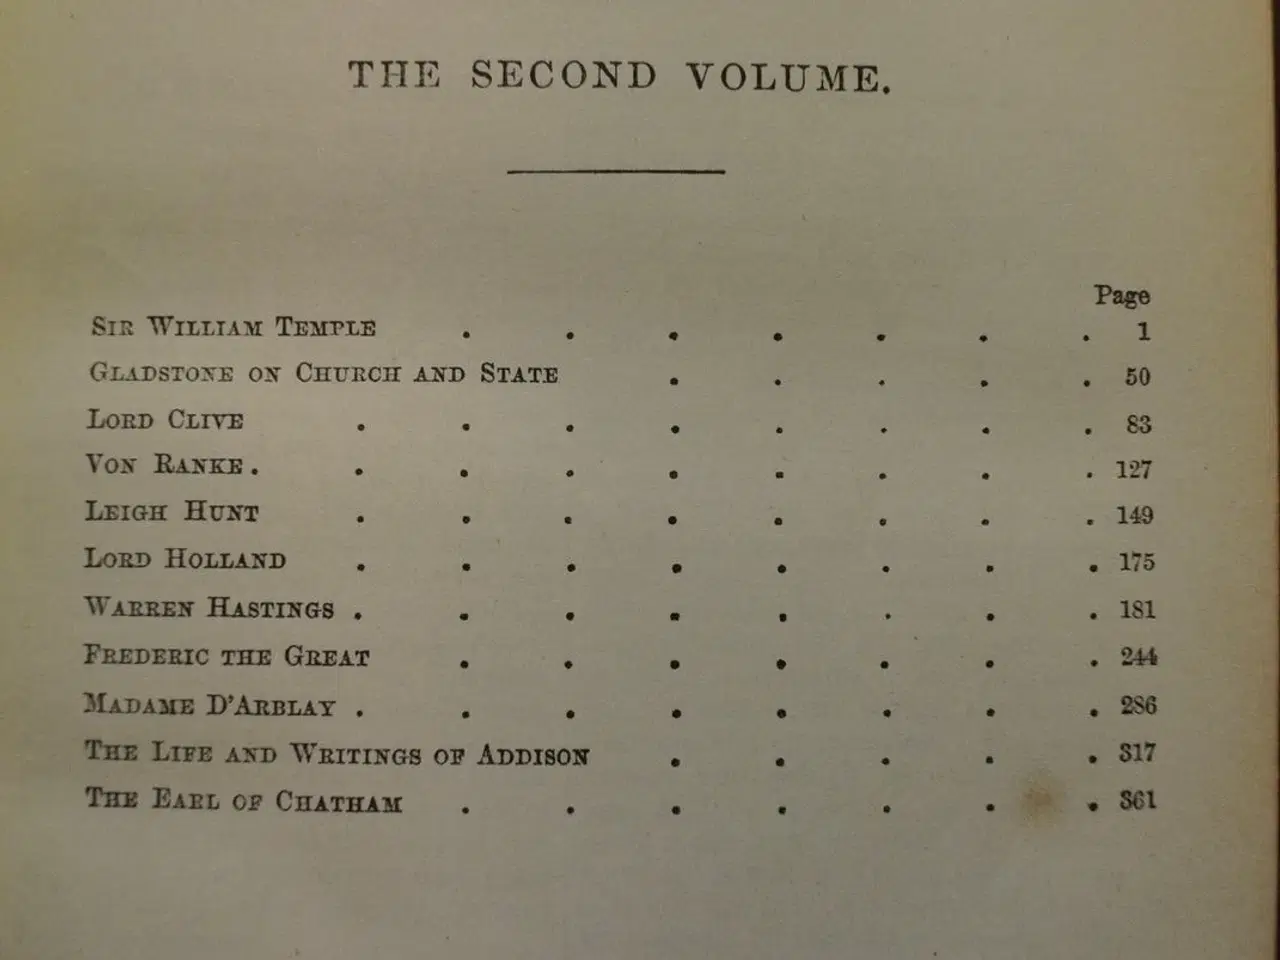 THE SECOND VOLUME.
Page
SIR WILLIAM TEMPLE . . . . . . . 1
GLADSTONE ON CHURCH AND STATE . . . . . 50
LORD CLIVE . . . . . . . . 83
VON RANKE . . . . . . . . . 127
LEIGH HUNT . . . . . . . . 149
LORD HOLLAND . . . . . . . . 175
WARREN HASTINGS . . . . . . . . 181
FREDERIC THE GREAT . . . . . . . 244
MADAME D'ARBLAY . . . . . . . . 286
THE LIFE AND WRITINGS OF ADDISON . . . . . 317
THE EARL OF CHATHAM . . . . . . . 361